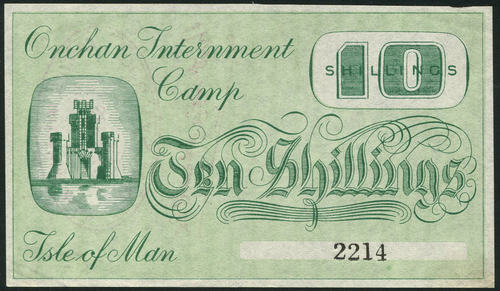 Onchan Internment
Camp
10
SHILLINGS
Ten Shillings
Isle of Man
2214